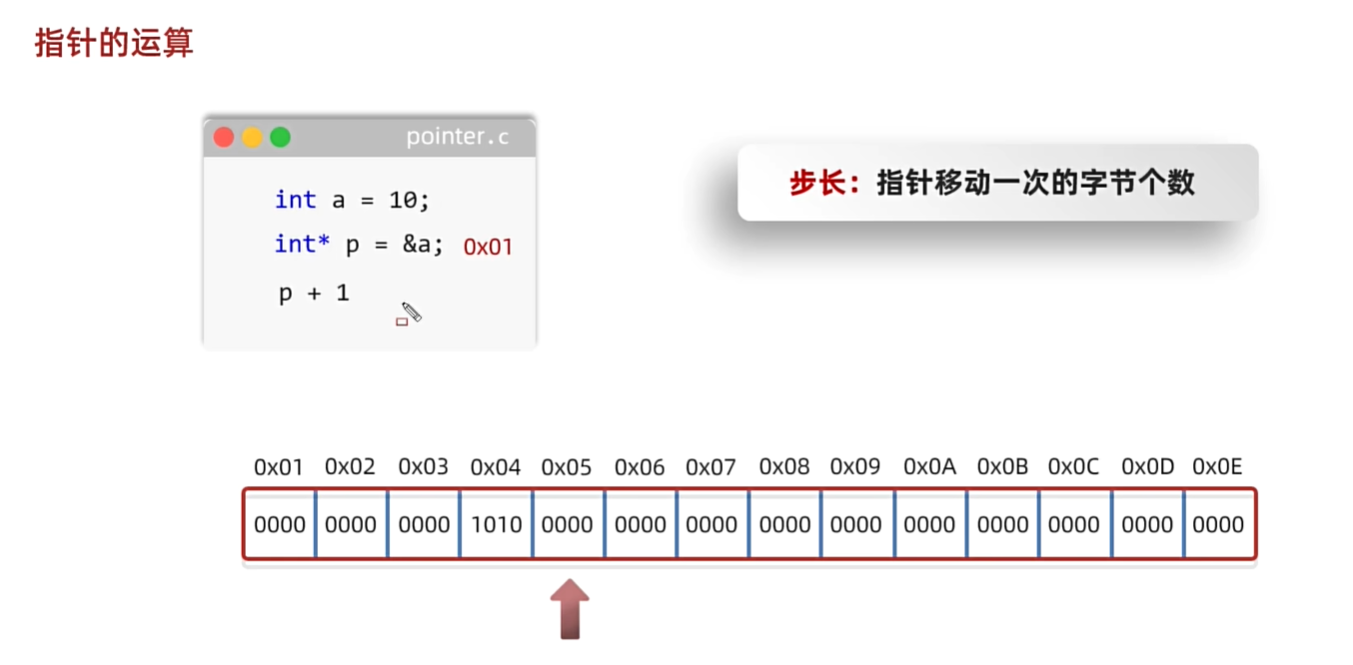 指针的运算
pointer.c
int a = 10;
int* p = &a; 0x01
p + 1
步长：指针移动一次的字节个数
0x01 0x02 0x03 0x04 0x05 0x06 0x07 0x08 0x09 0x0A 0x0B 0x0C 0x0D 0x0E
0000 0000 0000 1010 0000 0000 0000 0000 0000 0000 0000 0000 0000 0000